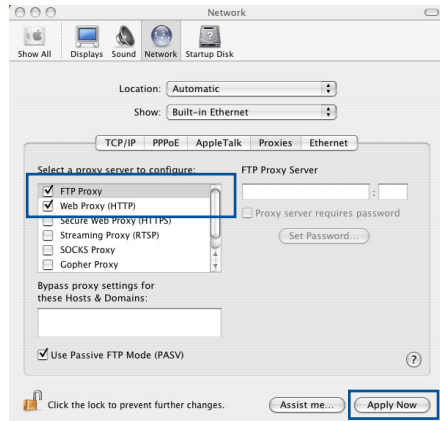 Network
Show All Displays Sound Network Startup Disk
Location: Automatic
Show: Built-in Ethernet
TCP/IP PPPoE AppleTalk Proxies Ethernet
Select a proxy server to configure: FTP Proxy Server
FTP Proxy
Web Proxy (HTTP) :
Secure Web Proxy (HTTPS) Proxy server requires password
Streaming Proxy (RTSP) Set Password...
SOCKS Proxy
Gopher Proxy
Bypass proxy settings for
these Hosts & Domains:
Use Passive FTP Mode (PASV) ?
Click the lock to prevent further changes. Assist me... Apply Now